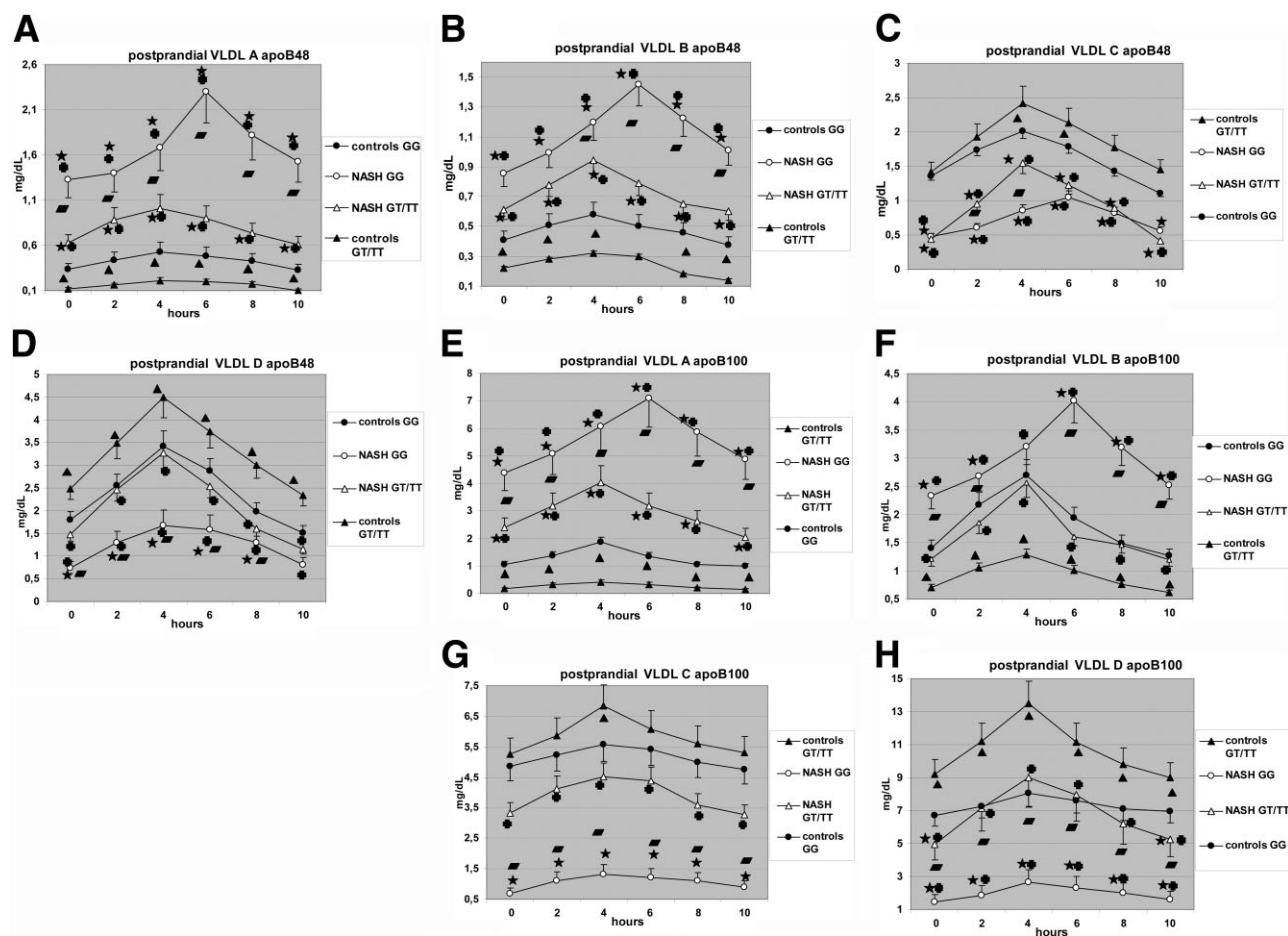 A
postprandial VLDL A apoB48
2,6
2,1
1,6
1,1
0,6
0,1
mg/dL
0 2 4 6 8 10
hours
controls GG
NASH GG
NASH GT/TT
controls
GT/TT
B
postprandial VLDL B apoB48
1,5
1,3
1,1
0,9
0,7
0,5
0,3
0,1
mg/dL
0 2 4 6 8 10
hours
controls GG
NASH GG
NASH GT/TT
controls
GT/TT
C
postprandial VLDL C apoB48
3
2,5
2
1,5
1
0,5
0
mg/dL
0 2 4 6 8 10
hours
controls
GT/TT
NASH GG
NASH GT/TT
controls GG
D
postprandial VLDL D apoB48
5
4,5
4
3,5
3
2,5
2
1,5
1
0,5
0
mg/dL
0 2 4 6 8 10
hours
controls GG
NASH GG
NASH GT/TT
controls
GT/TT
E
postprandial VLDL A apoB100
8
7
6
5
4
3
2
1
0
mg/dL
0 2 4 6 8 10
hours
controls
GT/TT
NASH GG
NASH
GT/TT
controls
GG
F
postprandial VLDL B apoB100
4,5
4
3,5
3
2,5
2
1,5
1
0,5
mg/dL
0 2 4 6 8 10
hours
controls GG
NASH GG
NASH GT/TT
controls
GT/TT
G
postprandial VLDL C apoB100
7,5
6,5
5,5
4,5
3,5
2,5
1,5
0,5
mg/dL
0 2 4 6 8 10
hours
controls
GT/TT
NASH GG
NASH
GT/TT
controls
GG
H
postprandial VLDL D apoB100
15
13
11
9
7
5
3
1
mg/dL
0 2 4 6 8 10
hours
controls
GT/TT
NASH GG
NASH GT/TT
controls GG